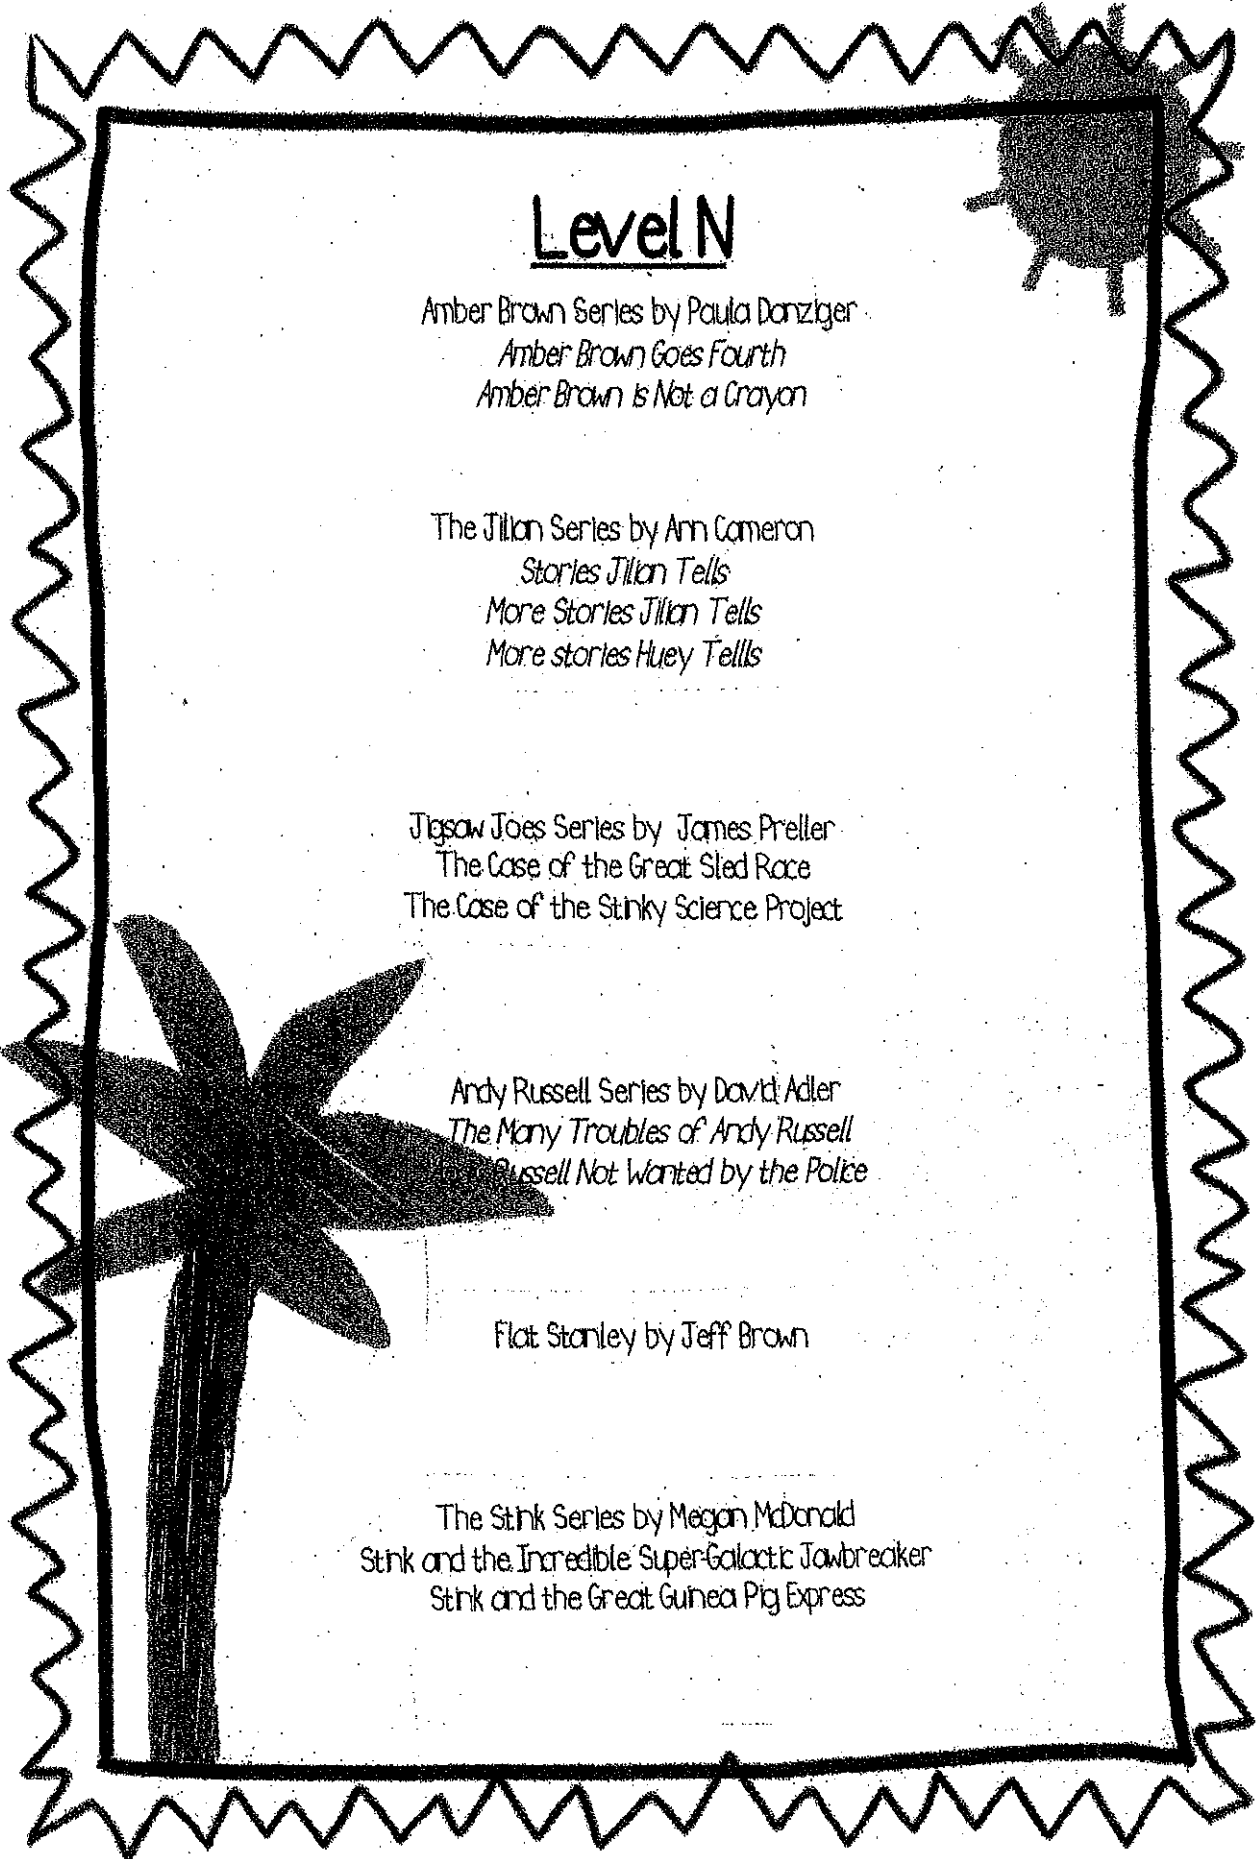 Level N
Amber Brown Series by Paula Danziger
Amber Brown Goes Fourth
Amber Brown Is Not a Crayon
The Jilian Series by Ann Cameron
Stories Jilian Tells
More Stories Jilian Tells
More stories Huey Tellls
Jigsaw Joes Series by James Preller
The Case of the Great Sled Race
The Case of the Stinky Science Project
Andy Russell Series by David Adler
The Many Troubles of Andy Russell
Russell Not Wanted by the Police
Flat Stanley by Jeff Brown
The Stink Series by Megan McDonald
Stink and the Incredible Super-Galactic Jawbreaker
Stink and the Great Guinea Pig Express